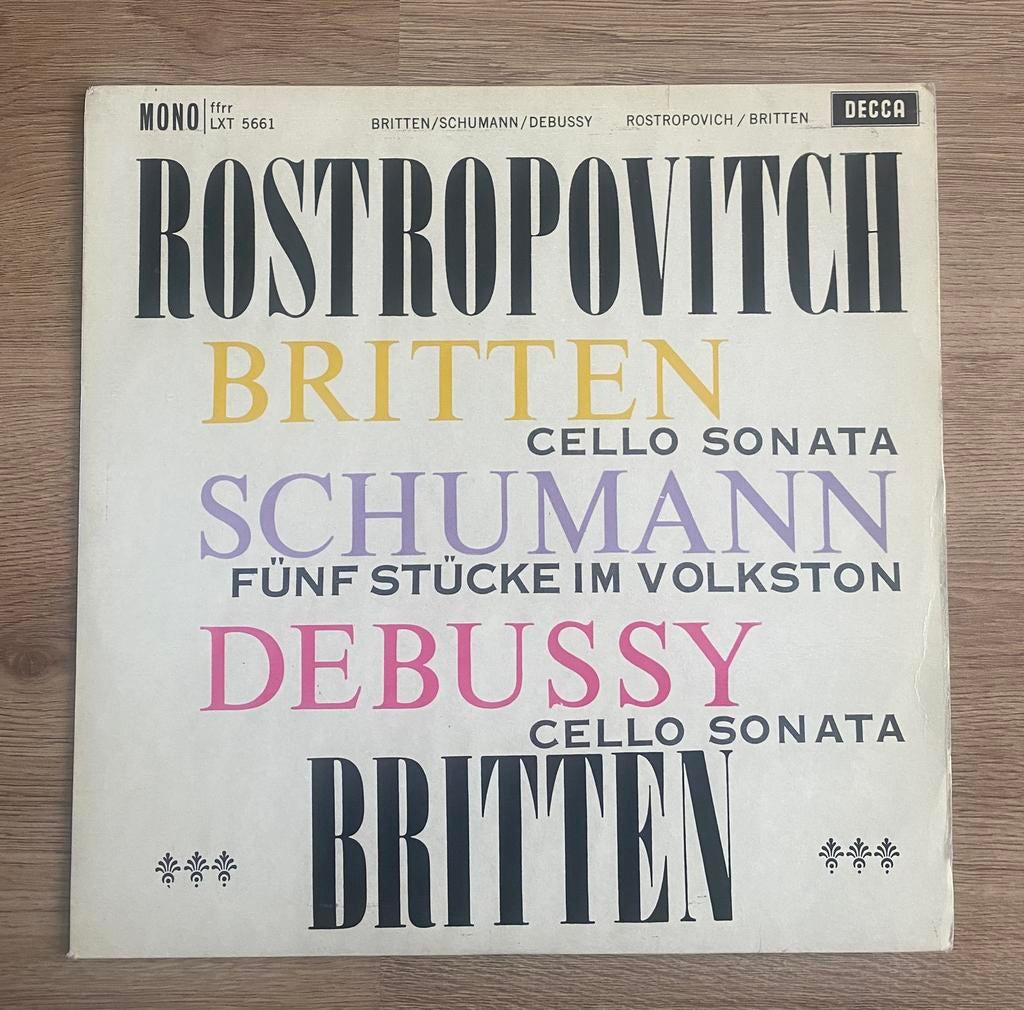 MONO ffrr
LXT 5661
BRITTEN/SCHUMANN/DEBUSSY ROSTROPOVICH / BRITTEN DECCA
ROSTROPOVITCH
BRITTEN
CELLO SONATA
SCHUMANN
FÜNF STÜCKE IM VOLKSTON
DEBUSSY
CELLO SONATA
BRITTEN